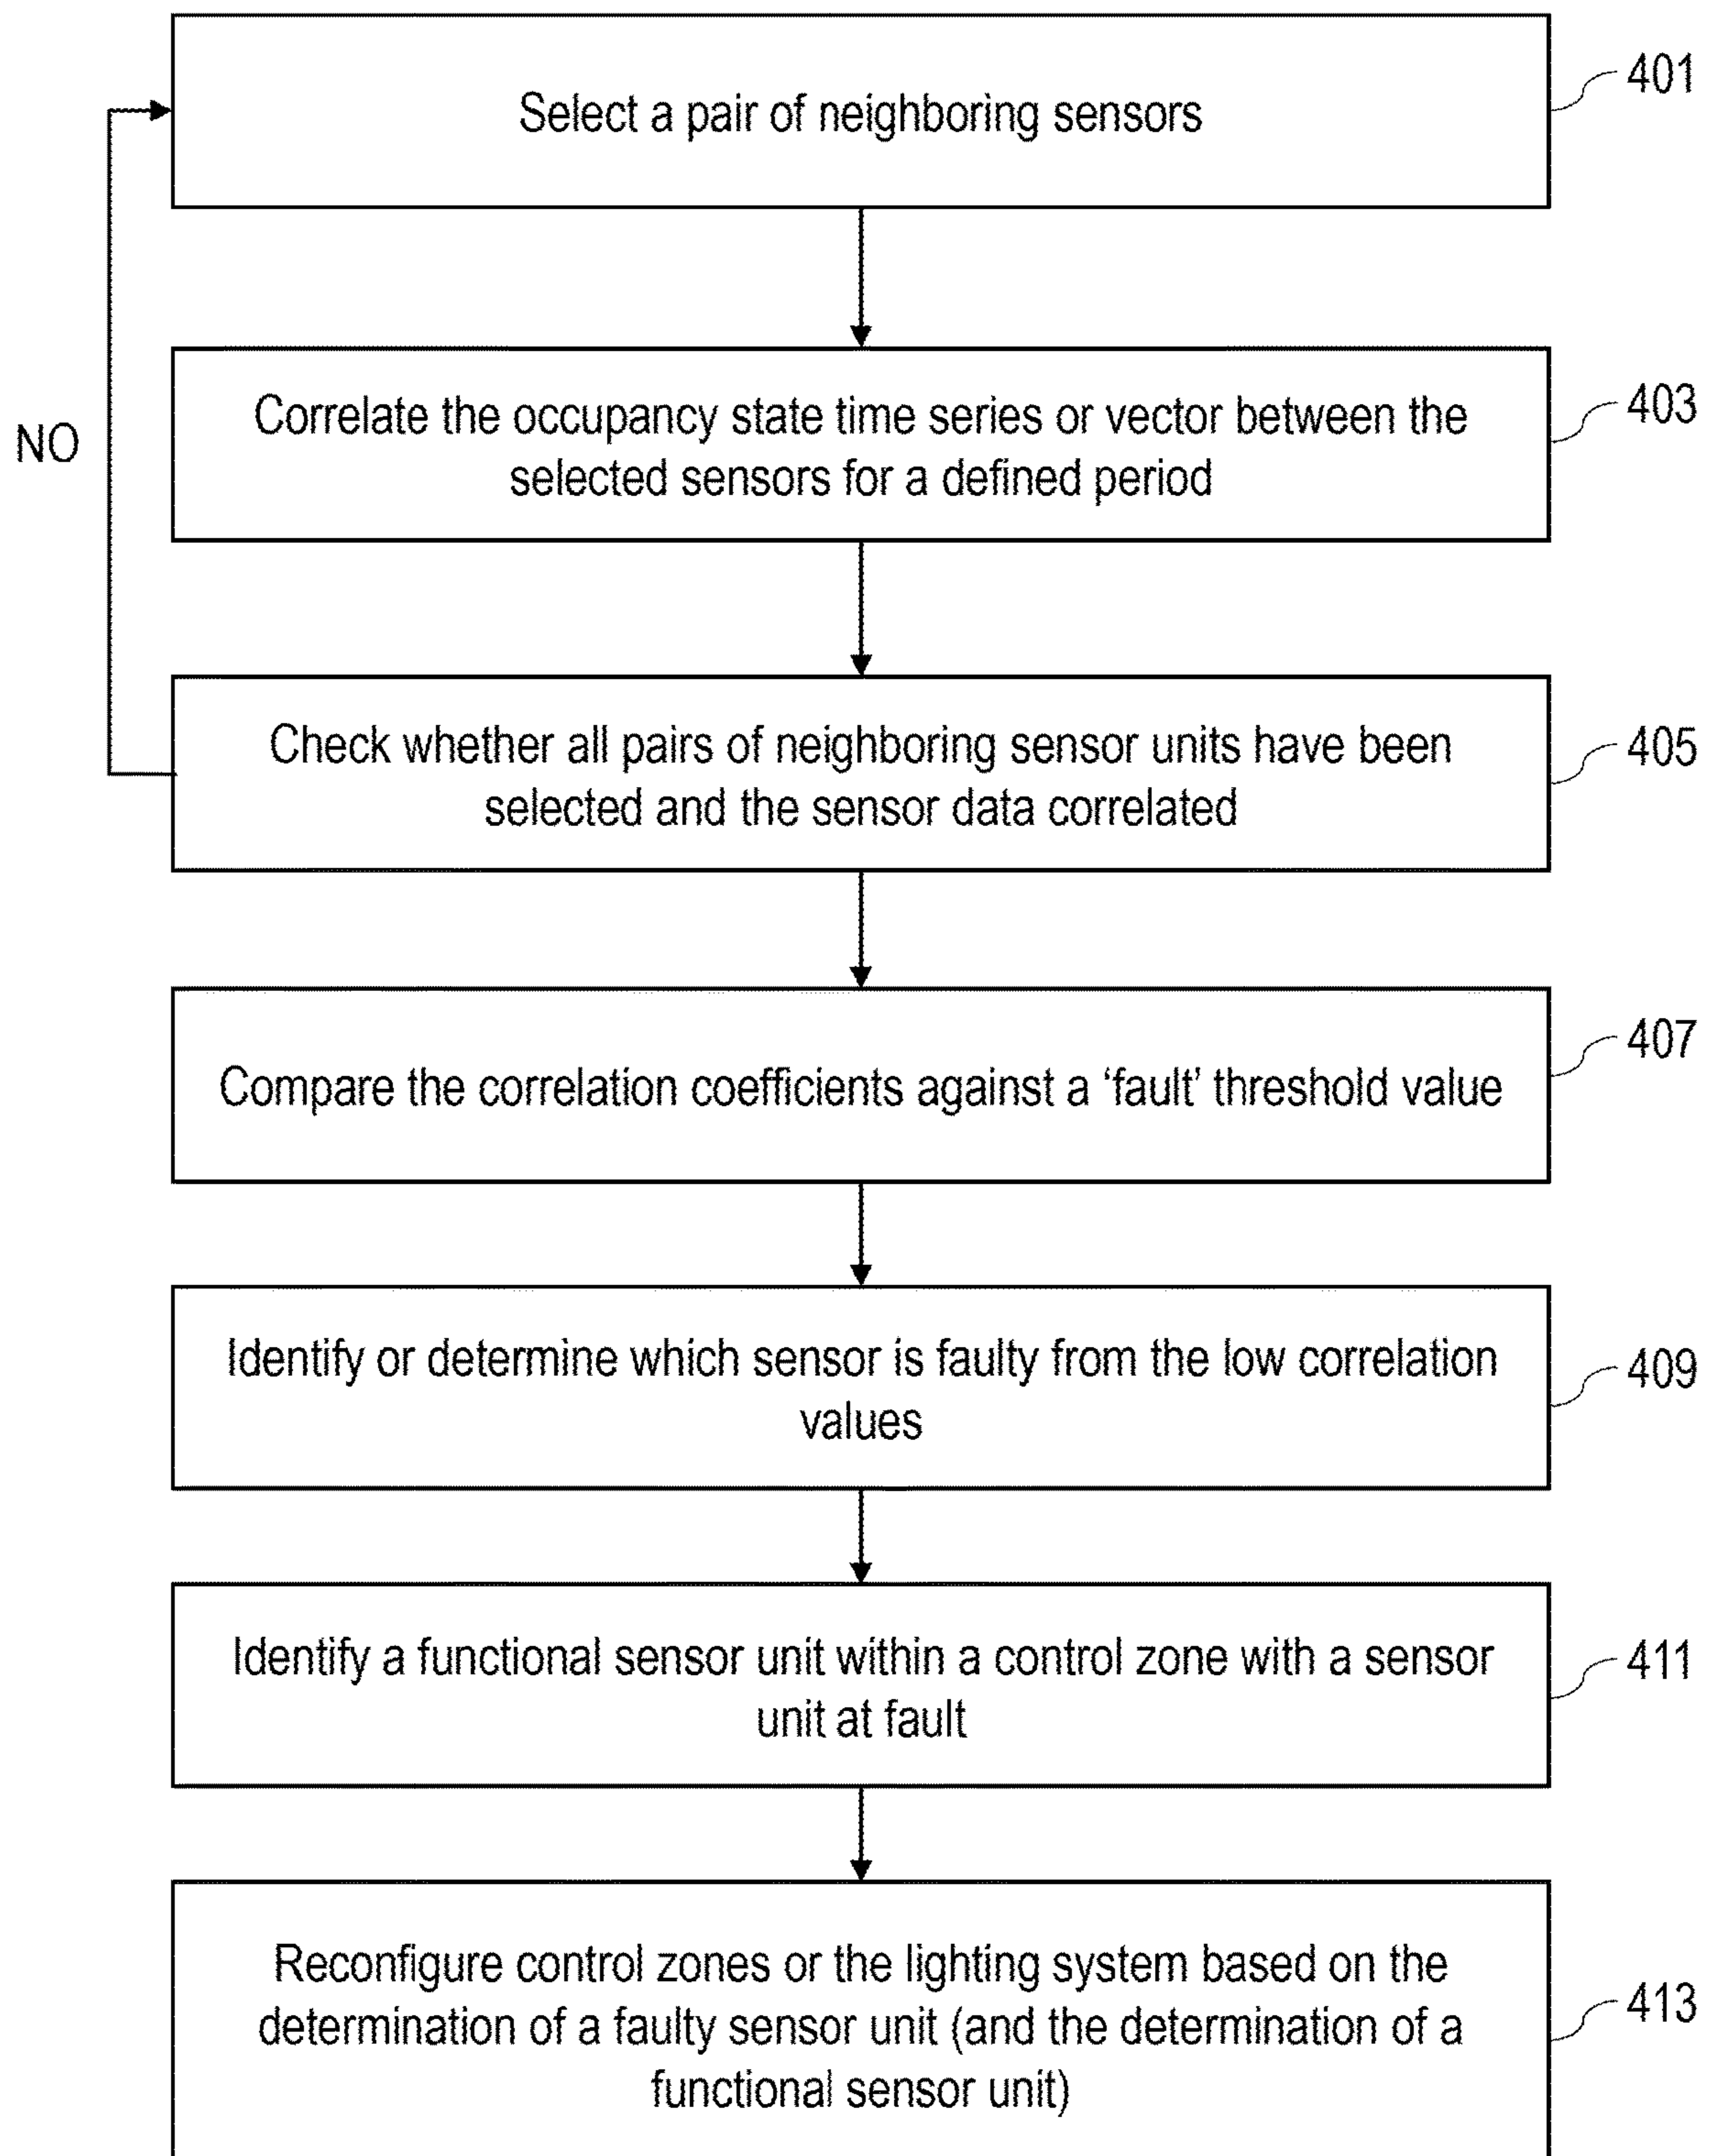 Select a pair of neighboring sensors
401
Correlate the occupancy state time series or vector between the
selected sensors for a defined period
403
NO
Check whether all pairs of neighboring sensor units have been
selected and the sensor data correlated
405
Compare the correlation coefficients against a ‘fault’ threshold value
407
Identify or determine which sensor is faulty from the low correlation
values
409
Identify a functional sensor unit within a control zone with a sensor
unit at fault
411
Reconfigure control zones or the lighting system based on the
determination of a faulty sensor unit (and the determination of a
functional sensor unit)
413